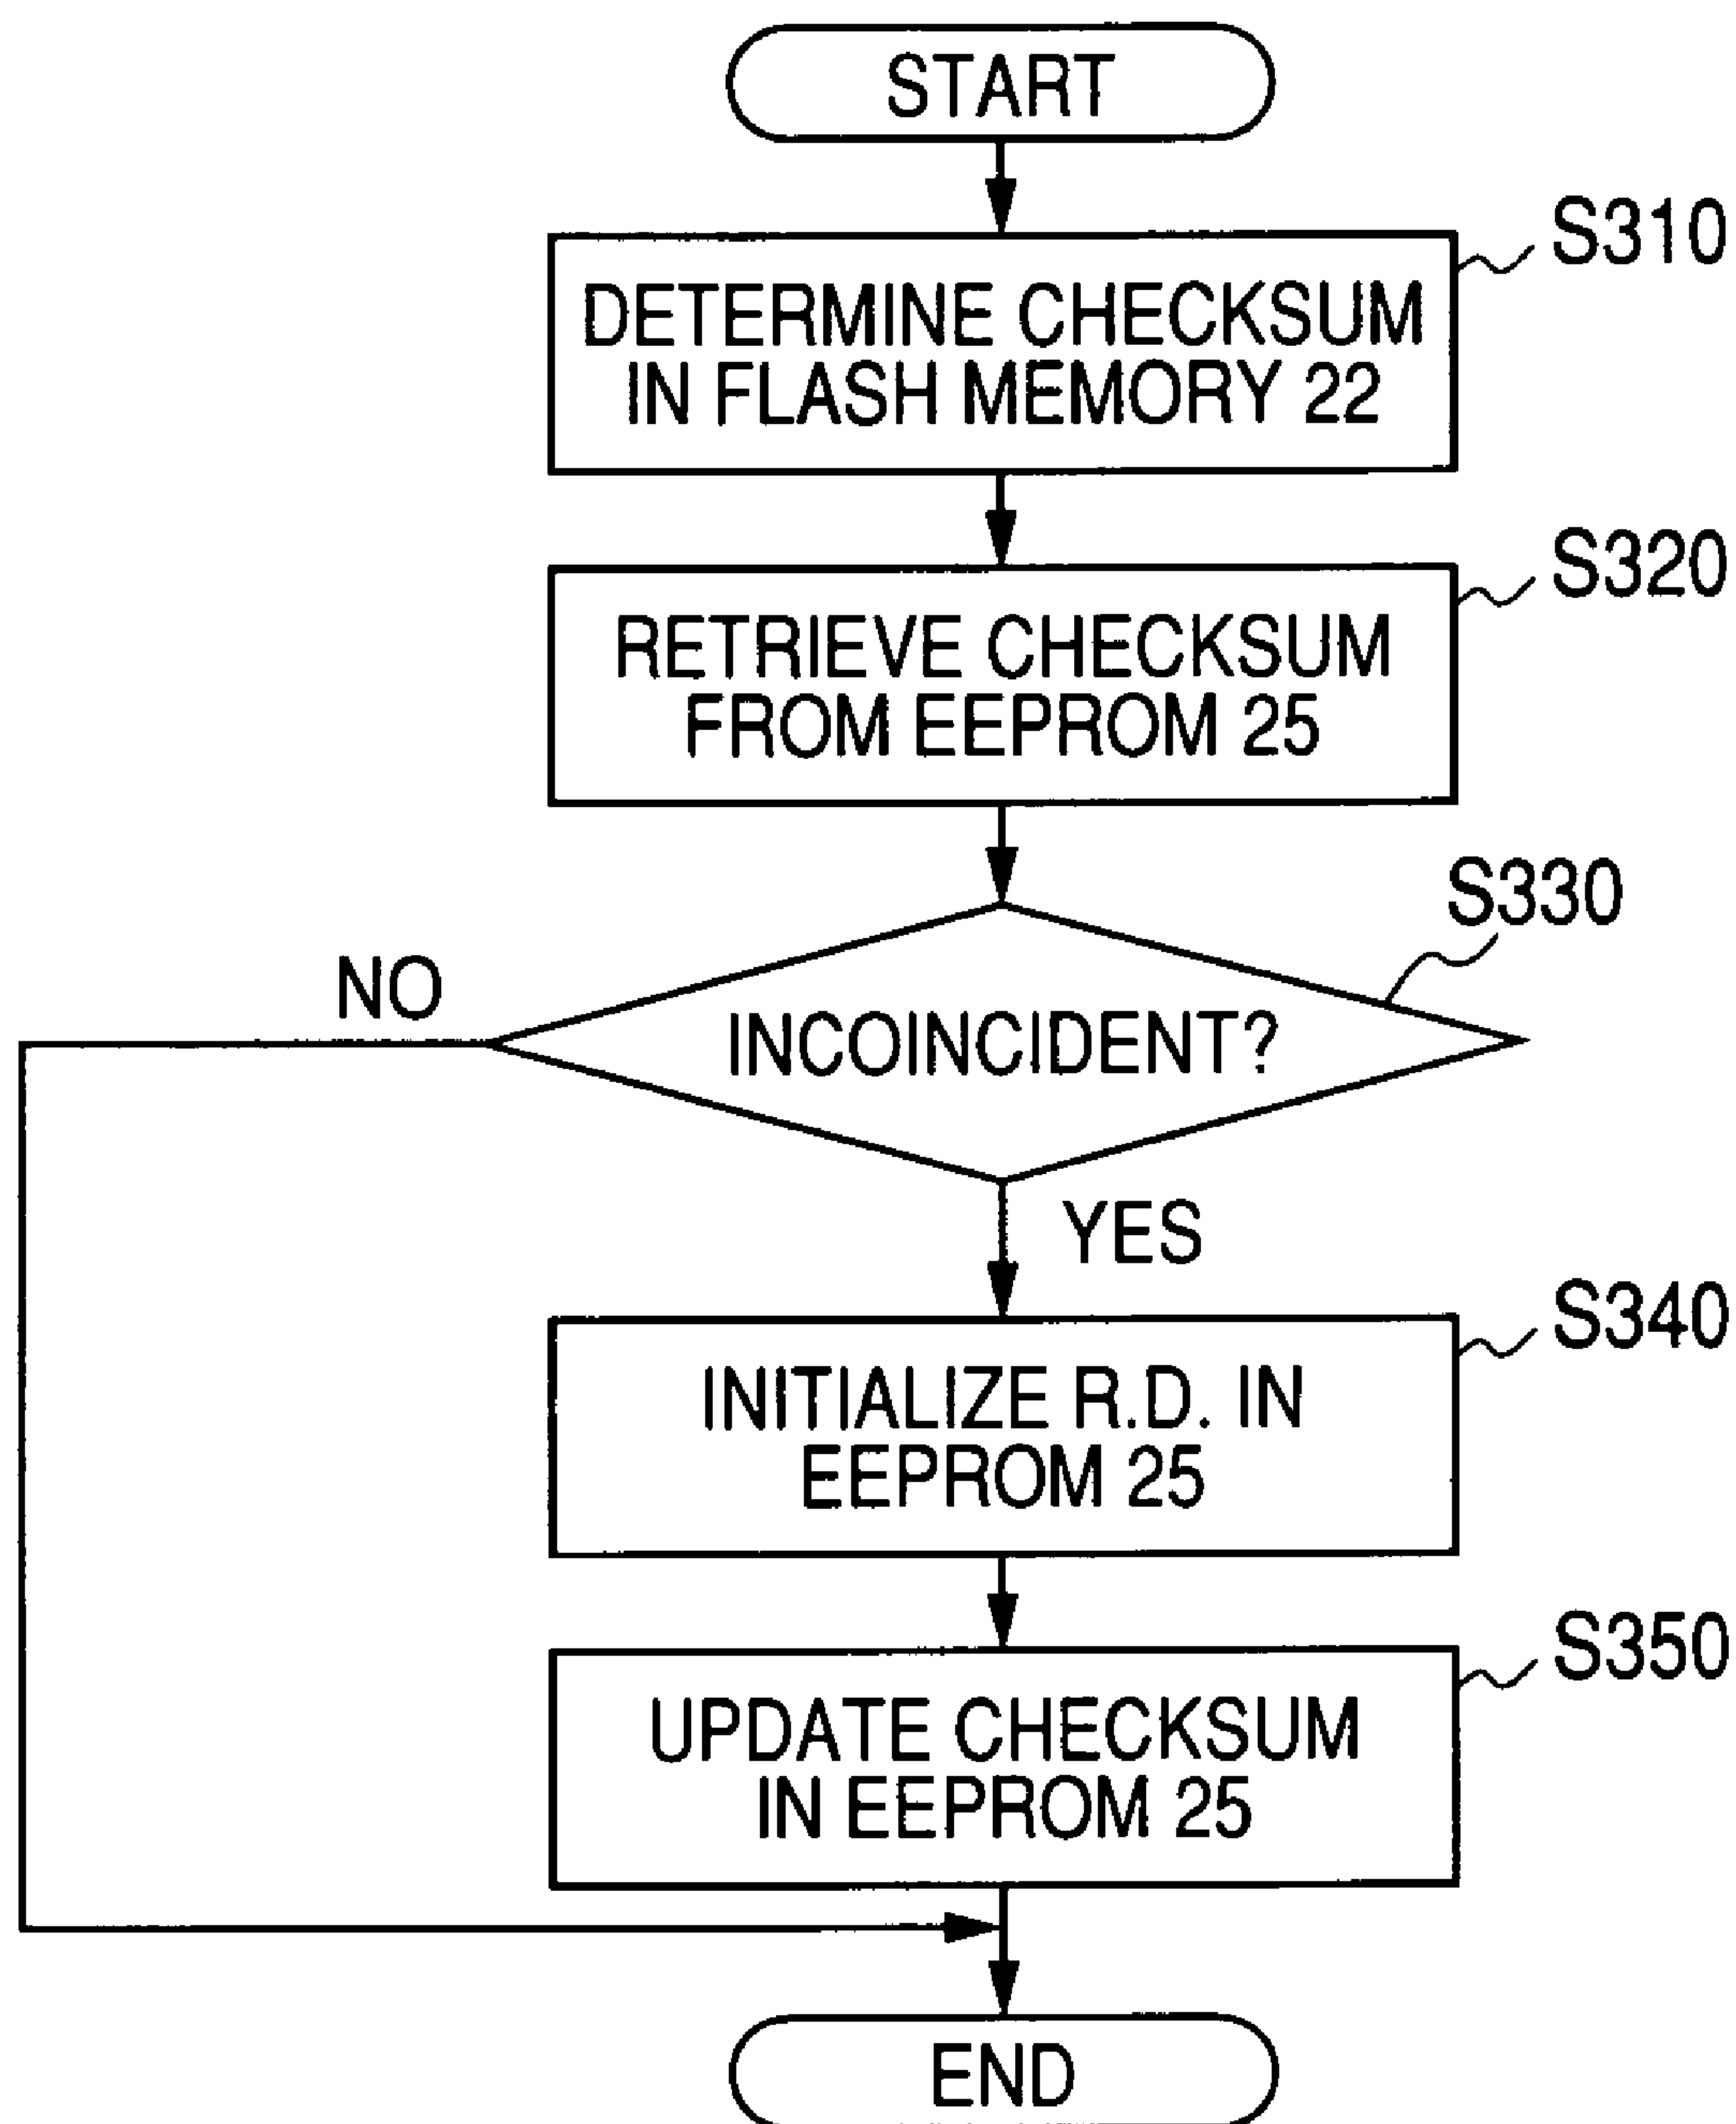 START
S310
DETERMINE CHECKSUM
IN FLASH MEMORY 22
S320
RETRIEVE CHECKSUM
FROM EEPROM 25
S330
NO
INCOINCIDENT?
YES
S340
INITIALIZE R.D. IN
EEPROM 25
S350
UPDATE CHECKSUM
IN EEPROM 25
END